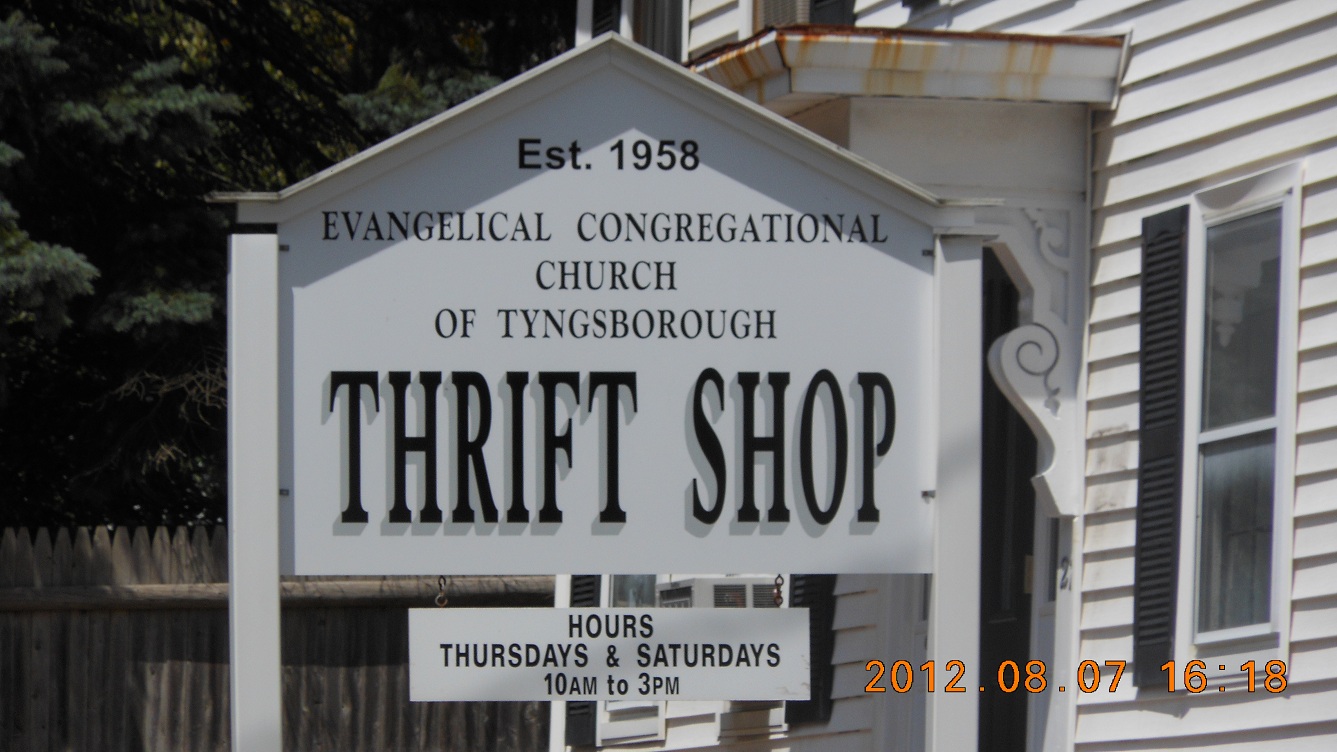 Est. 1958
EVANGELICAL CONGREGATIONAL
CHURCH
OF TYNGSBOROUGH
THRIFT SHOP
HOURS
THURSDAYS & SATURDAYS
10AM to 3PM
2012.08.07 16:18